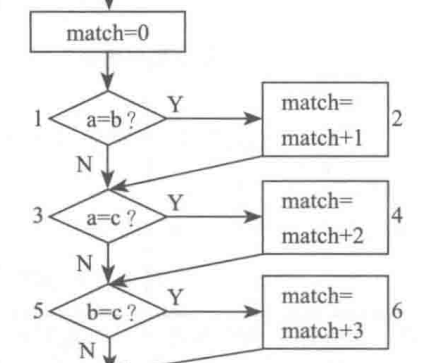 match=0
1 a=b? Y match=
match+1 2
N
3 a=c? Y match=
match+2 4
N
5 b=c? Y match=
match+3 6
N